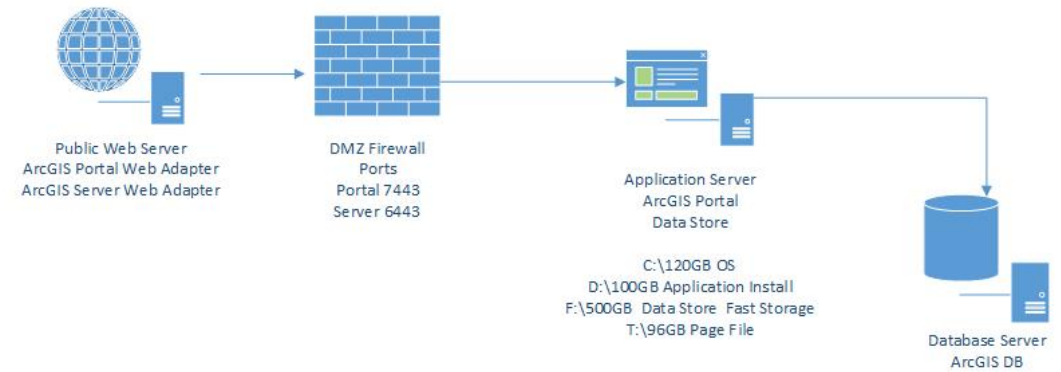 Public Web Server
ArcGIS Portal Web Adapter
ArcGIS Server Web Adapter
DMZ Firewall
Ports
Portal 7443
Server 6443
Application Server
ArcGIS Portal
Data Store
C:\120GB OS
D:\100GB Application Install
F:\500GB Data Store Fast Storage
T:\96GB Page File
Database Server
ArcGIS DB